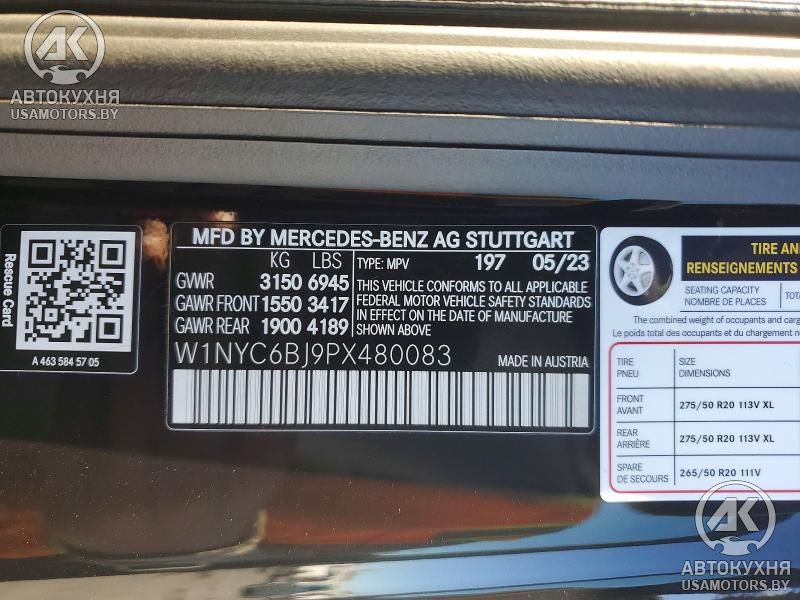 AK
АВТОКУХНЯ
USAMOTORS.BY
Rescue Card
A 463 584 57 05
MFD BY MERCEDES-BENZ AG STUTTGART
KG LBS TYPE: MPV 197 05/23
GVWR 3150 6945
GAWR FRONT 1550 3417
GAWR REAR 1900 4189
THIS VEHICLE CONFORMS TO ALL APPLICABLE
FEDERAL MOTOR VEHICLE SAFETY STANDARDS
IN EFFECT ON THE DATE OF MANUFACTURE
SHOWN ABOVE
W1NYC6BJ9PX480083
MADE IN AUSTRIA
TIRE AN
RENSEIGNEMENTS
SEATING CAPACITY
NOMBRE DE PLACES
TOTA
The combined weight of occupants and carg
Le poids total des occupants et du chargement
TIRE SIZE
PNEU DIMENSIONS
FRONT
AVANT
275/50 R20 113V XL
REAR
ARRIÈRE
275/50 R20 113V XL
SPARE
DE SECOURS
265/50 R20 111V
AK
АВТОКУХНЯ
USAMOTORS.BY